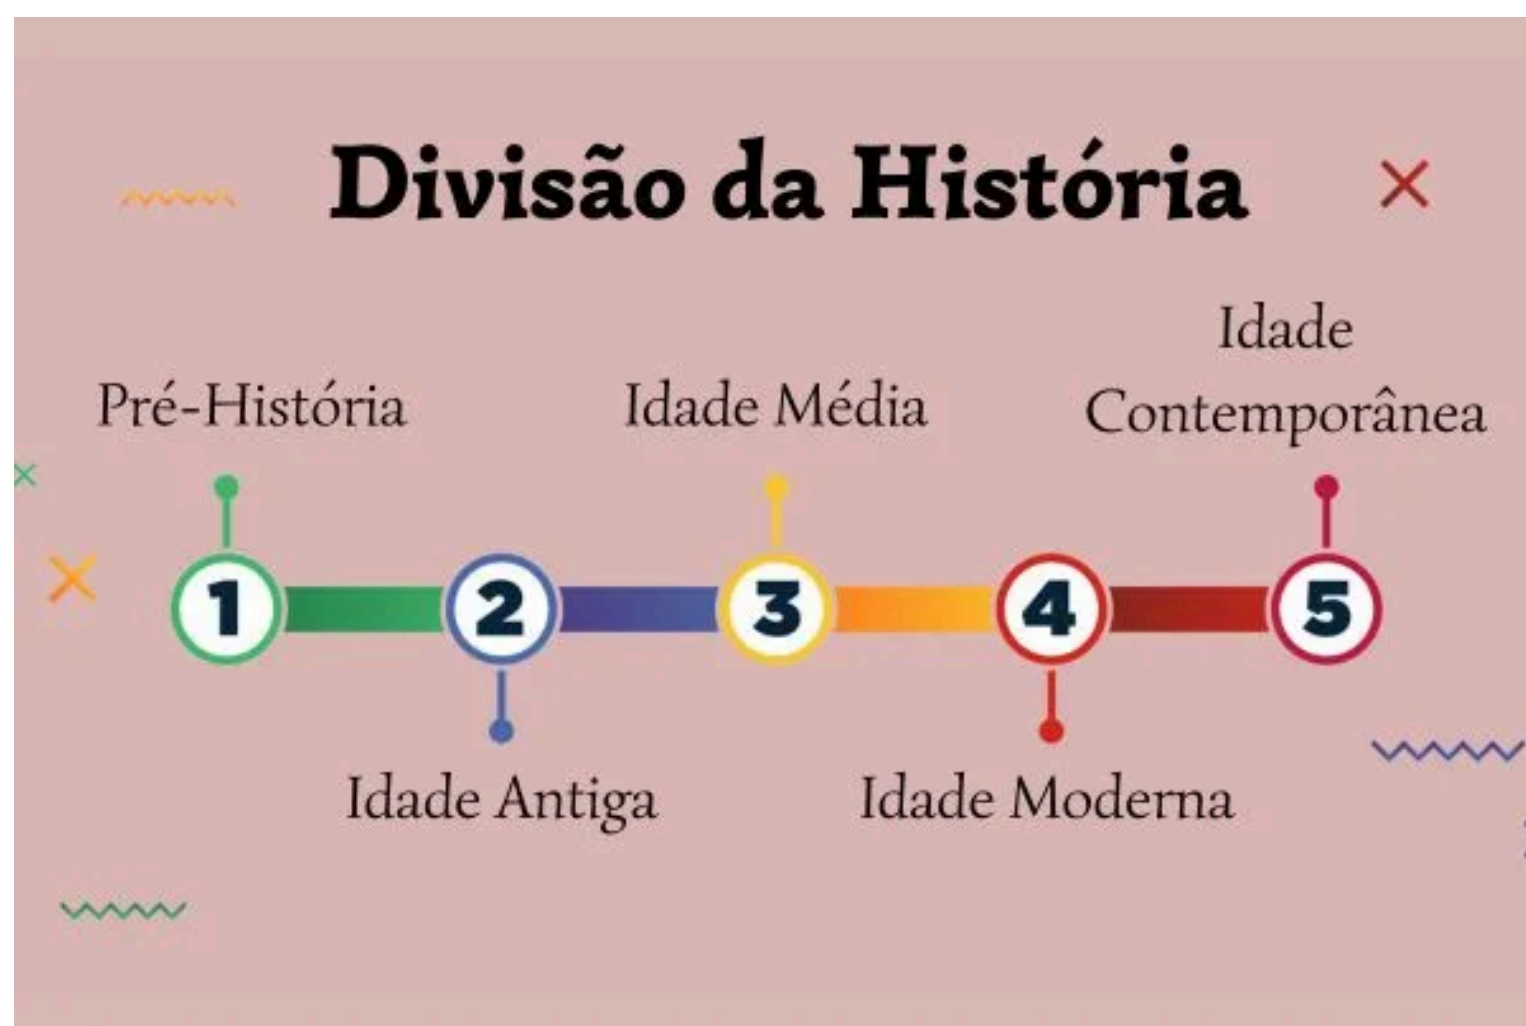 Divisão da História
Pré-História
Idade Média
Idade
Contemporânea
1
2
3
4
5
Idade Antiga
Idade Moderna